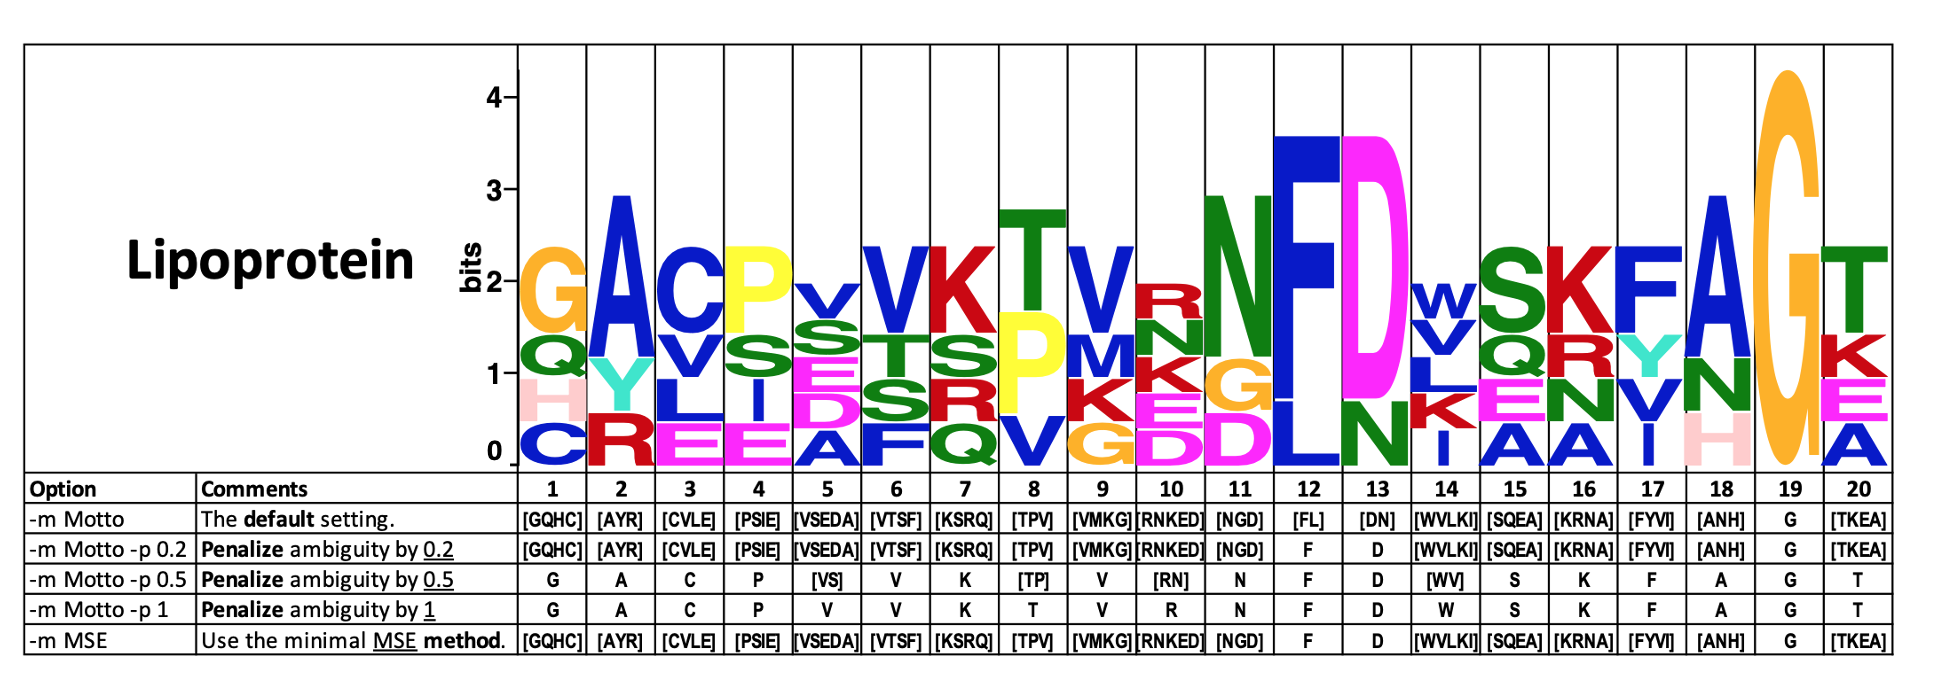 Lipoprotein
bits
4
3
2
1
0
G A C P V V K T V R N F D W S K F A G T
Q Y V S S T S P M N G L N V Q R Y N K
H R L I E S R V K K D L E N V H E
C E E D F Q G E K A A I A
A D I
Option Comments 1 2 3 4 5 6 7 8 9 10 11 12 13 14 15 16 17 18 19 20
-m Motto The default setting. [GQHC] [AYR] [CVLE] [PSIE] [VSEDA] [VTSF] [KSRQ] [TPV] [VMKG] [RNKED] [NGD] [FL] [DN] [WVLKI] [SQEA] [KRNA] [FYVI] [ANH] G [TKEA]
-m Motto -p 0.2 Penalize ambiguity by 0.2 [GQHC] [AYR] [CVLE] [PSIE] [VSEDA] [VTSF] [KSRQ] [TPV] [VMKG] [RNKED] [NGD] F D [WVLKI] [SQEA] [KRNA] [FYVI] [ANH] G [TKEA]
-m Motto -p 0.5 Penalize ambiguity by 0.5 G A C P [VS] V K [TP] V [RN] N F D [WV] S K F A G T
-m Motto -p 1 Penalize ambiguity by 1 G A C P V V K T V R N F D W S K F A G T
-m MSE Use the minimal MSE method. [GQHC] [AYR] [CVLE] [PSIE] [VSEDA] [VTSF] [KSRQ] [TPV] [VMKG] [RNKED] [NGD] F D [WVLKI] [SQEA] [KRNA] [FYVI] [ANH] G [TKEA]